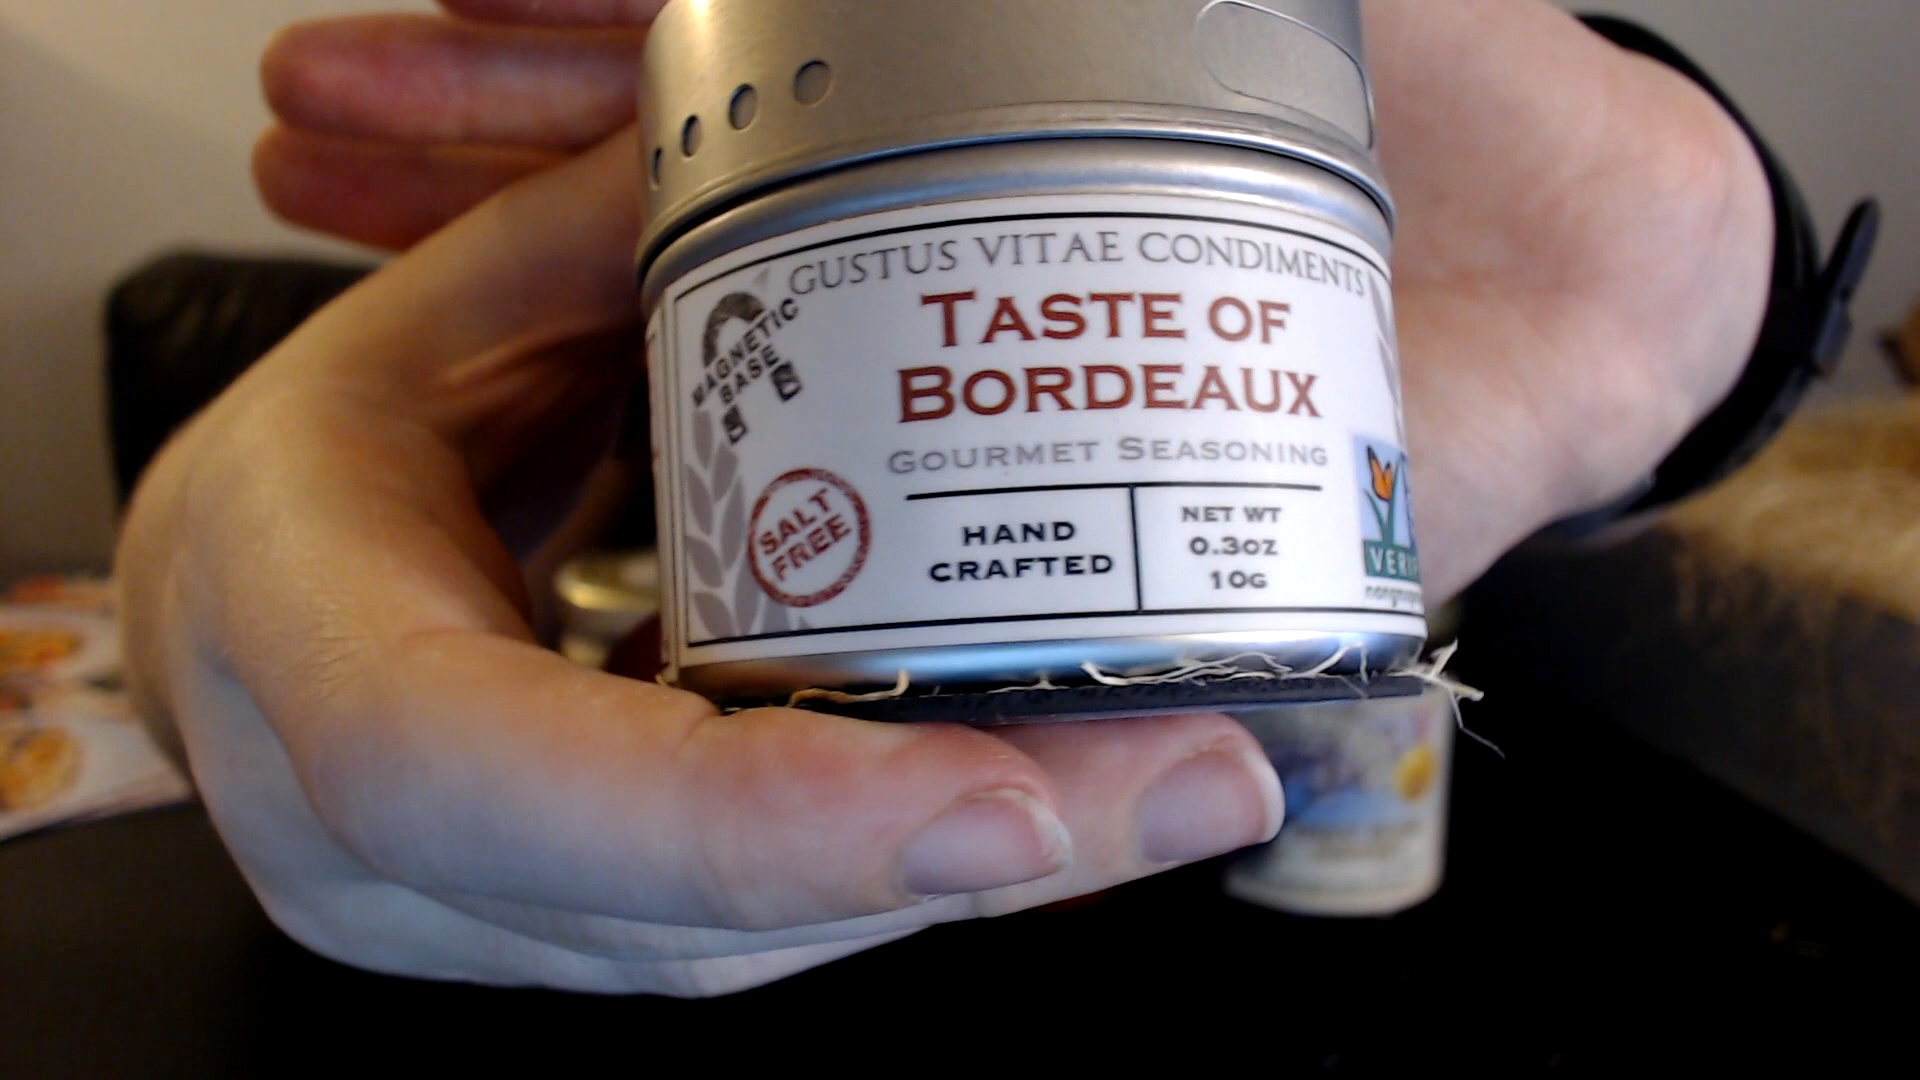 GUSTUS VITAE CONDIMENTS
MAGNETIC
BASE
TASTE OF
BORDEAUX
GOURMET SEASONING
SALT
FREE
HAND
CRAFTED
NET WT
0.3OZ
10G